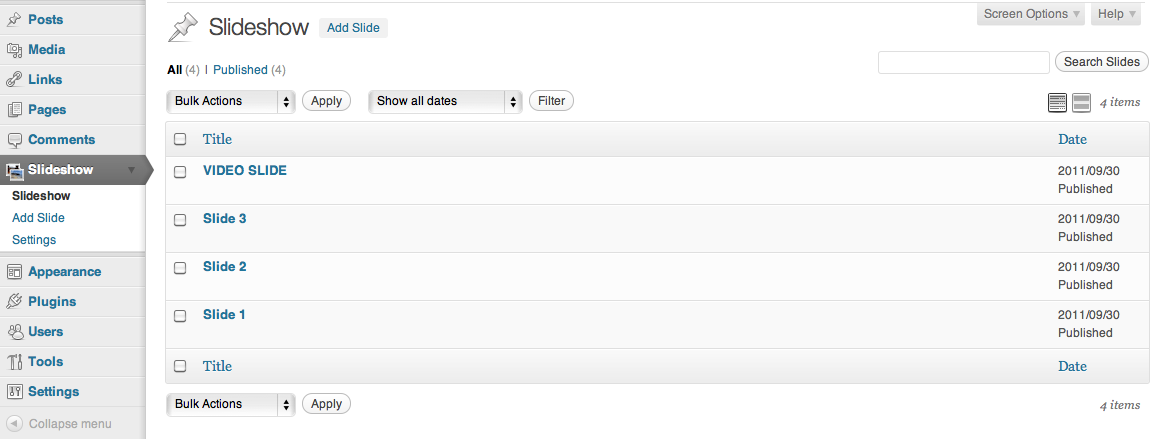 Posts
Media
Links
Pages
Comments
Slideshow
Slideshow
Add Slide
Settings
Appearance
Plugins
Users
Tools
Settings
Collapse menu
Screen Options Help
Slideshow Add Slide
All (4) | Published (4)
Search Slides
Bulk Actions Apply Show all dates Filter 4 items
Title Date
VIDEO SLIDE 2011/09/30
Published
Slide 3 2011/09/30
Published
Slide 2 2011/09/30
Published
Slide 1 2011/09/30
Published
Title Date
Bulk Actions Apply 4 items